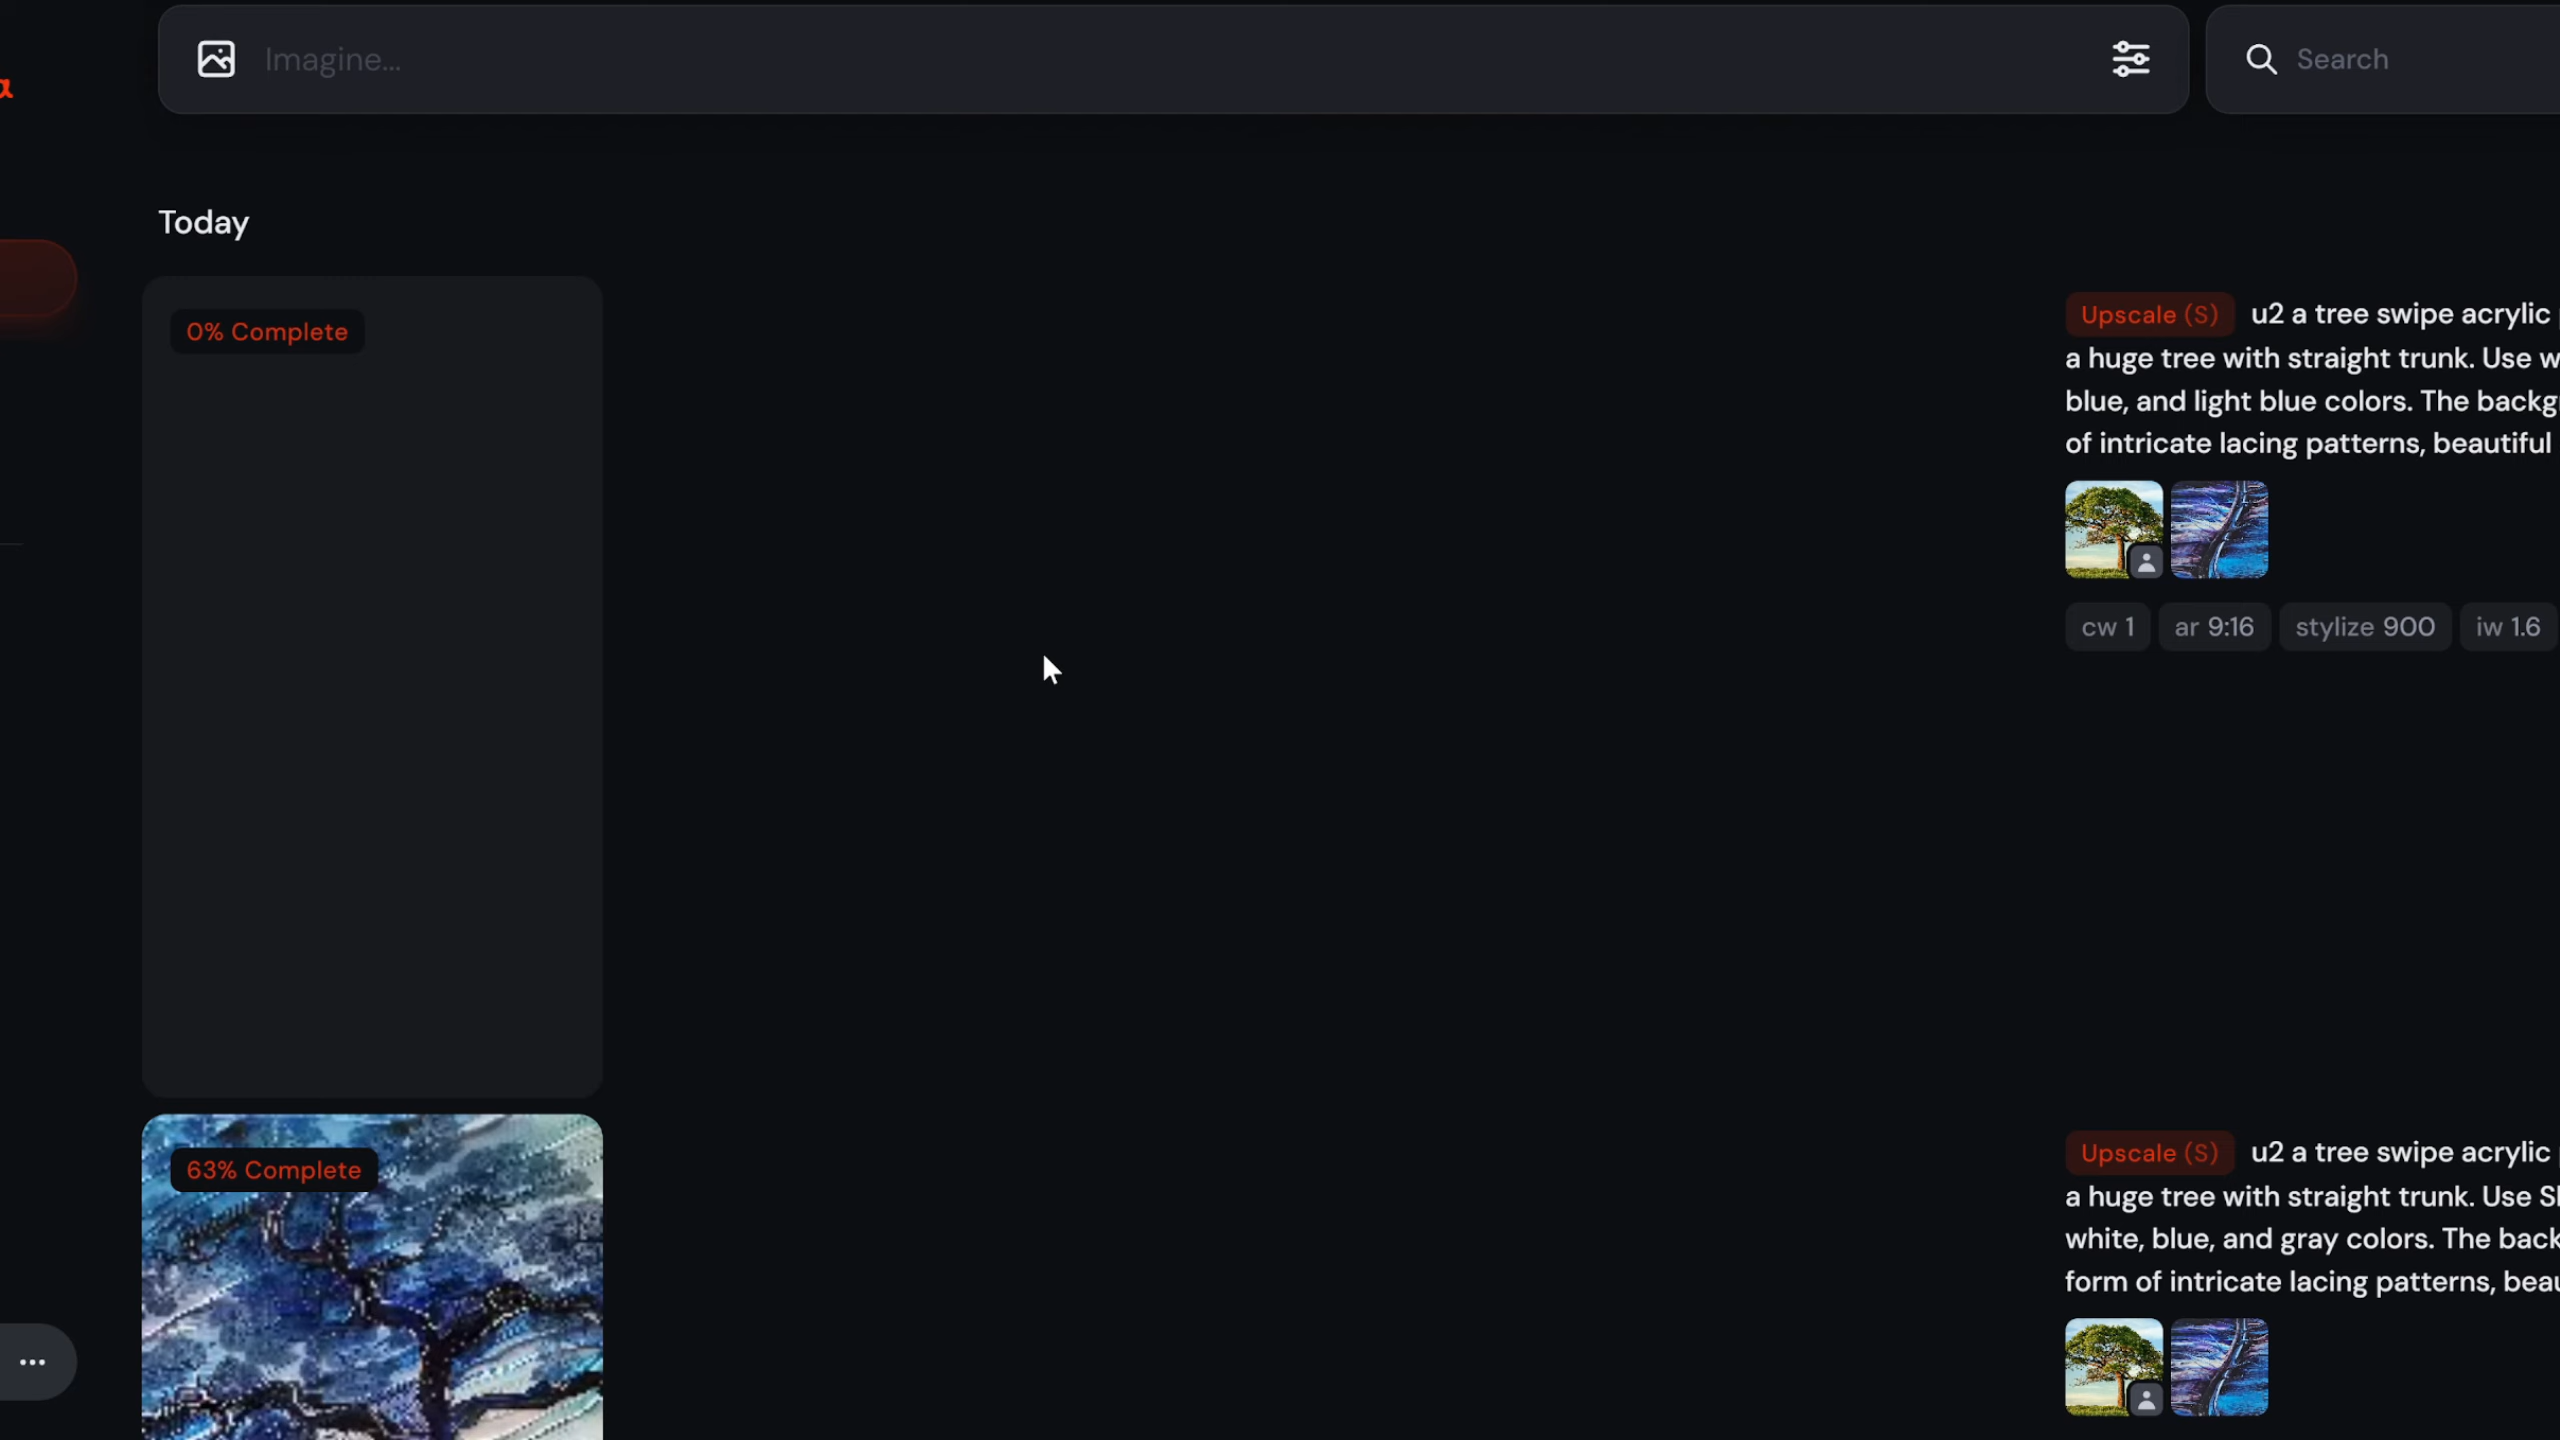 Imagine...
Search
Today
0% Complete
Upscale (S) u2 a tree swipe acrylic
a huge tree with straight trunk. Use
blue, and light blue colors. The
of intricate lacing patterns, beautiful
cw 1 ar 9:16 stylize 900 iw 1.6
63% Complete
Upscale (S) u2 a tree swipe acrylic
a huge tree with straight trunk. Use
white, blue, and gray colors. The
form of intricate lacing patterns,